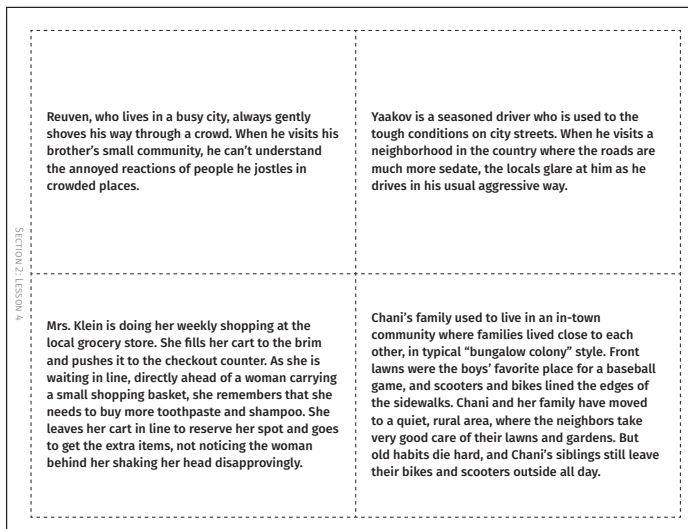 Reuven, who lives in a busy city, always gently
shoves his way through a crowd. When he visits his
brother’s small community, he can’t understand
the annoyed reactions of people he jostles in
crowded places.
Yaakov is a seasoned driver who is used to the
tough conditions on city streets. When he visits a
neighborhood in the country where the roads are
much more sedate, the locals glare at him as he
drives in his usual aggressive way.
SECTION 2: LESSON 4
Mrs. Klein is doing her weekly shopping at the
local grocery store. She fills her cart to the brim
and pushes it to the checkout counter. As she is
waiting in line, directly ahead of a woman carrying
a small shopping basket, she remembers that she
needs to buy more toothpaste and shampoo. She
leaves her cart in line to reserve her spot and goes
to get the extra items, not noticing the woman
behind her shaking her head disapprovingly.
Chani’s family used to live in an in-town
community where families lived close to each
other, in typical “bungalow colony” style. Front
lawns were the boys’ favorite place for a baseball
game, and scooters and bikes lined the edges of
the sidewalks. Chani and her family have moved
to a quiet, rural area, where the neighbors take
very good care of their lawns and gardens. But
old habits die hard, and Chani’s siblings still leave
their bikes and scooters outside all day.